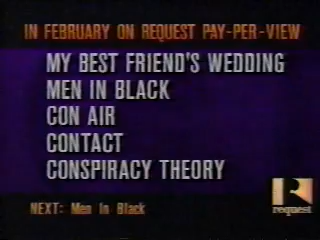 IN FEBRUARY ON REQUEST PAY-PER-VIEW
MY BEST FRIEND'S WEDDING
MEN IN BLACK
CON AIR
CONTACT
CONSPIRACY THEORY
R
request
NEXT: Men In Black